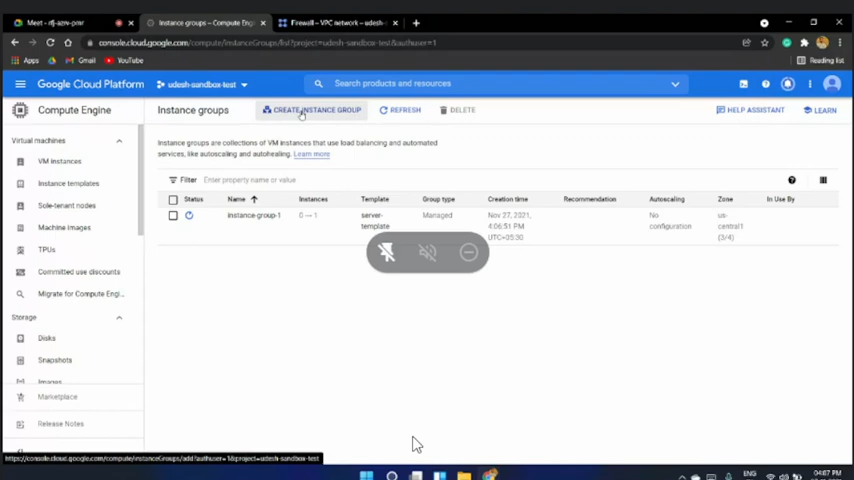 Instance groups – Compute Engin
Firewall – VPC network – udesh-s
console.cloud.google.com/compute/instanceGroups/list?project=udesh-sandbox-test&authuser=1
Apps
Gmail
YouTube
Reading list
Google Cloud Platform
udesh-sandbox-test
Search products and resources
Compute Engine
Instance groups
CREATE INSTANCE GROUP
REFRESH
DELETE
HELP ASSISTANT
LEARN
Virtual machines
VM instances
Instance templates
Sole-tenant nodes
Machine images
TPUs
Committed use discounts
Migrate for Compute Engi...
Storage
Disks
Snapshots
Images
Marketplace
Release Notes
Instance groups are collections of VM instances that use load balancing and automated
services, like autoscaling and autohealing. Learn more
Filter Enter property name or value
Status Name Instances Template Group type Creation time Recommendation Autoscaling Zone In Use By
instance-group-1
0 → 1
server-
template
Managed
Nov 27, 2021,
4:06:51 PM
UTC+05:30
No
configuration
us-
central1
(3/4)
https://console.cloud.google.com/compute/instanceGroups/add?authuser=1&project=udesh-sandbox-test
ENG
04:07 PM